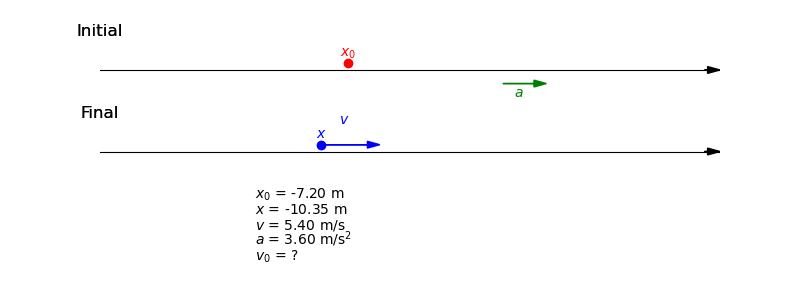 Initial
x₀
a
Final
v
x
x₀ = -7.20 m
x = -10.35 m
v = 5.40 m/s
a = 3.60 m/s²
v₀ = ?